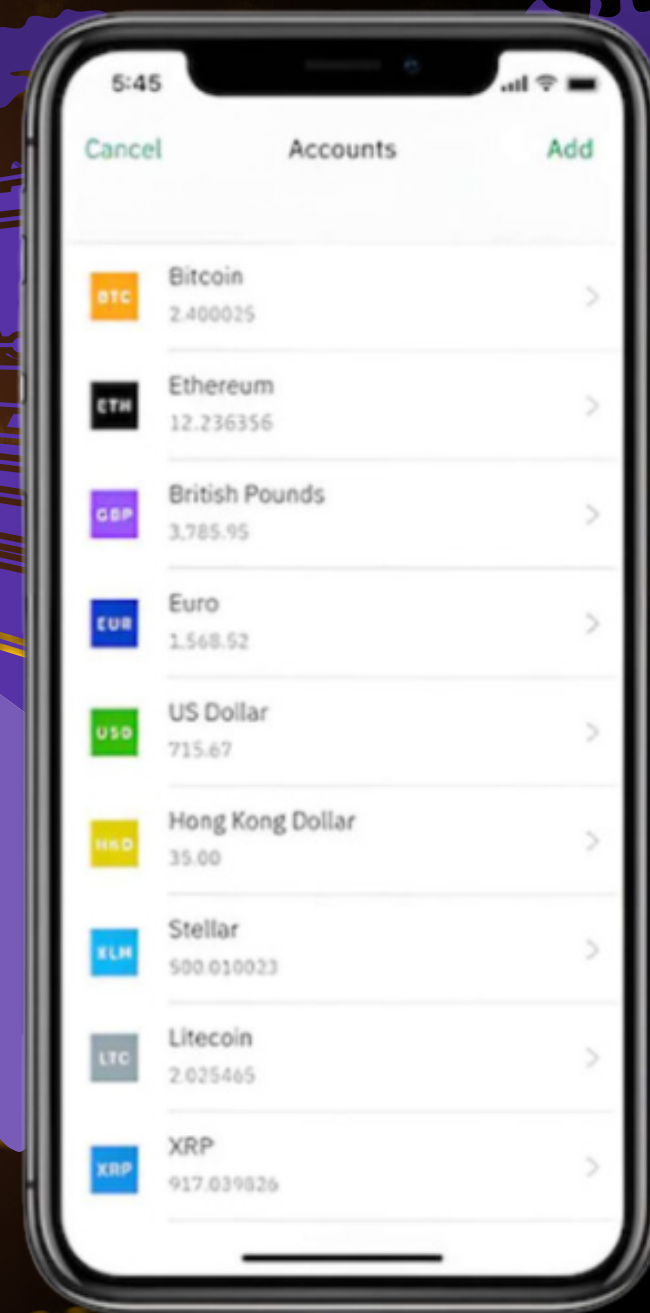 5:45
Cancel Accounts Add
BTC
Bitcoin
2.400025
ETH
Ethereum
12.236356
GBP
British Pounds
3,785.95
EUR
Euro
1,568.52
USD
US Dollar
715.67
HKD
Hong Kong Dollar
35.00
XLM
Stellar
500.010023
LTC
Litecoin
2.025465
XRP
XRP
917.039826